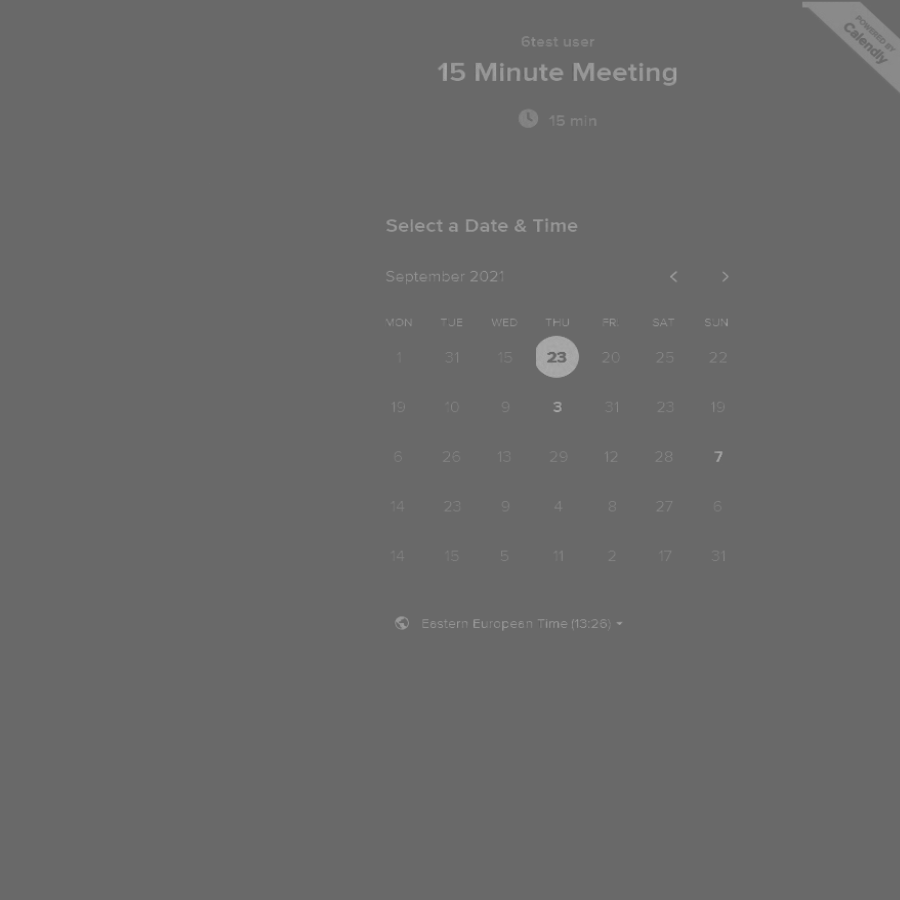 POWERED BY
Calendly
6test user
15 Minute Meeting
15 min
Select a Date & Time
September 2021
MON TUE WED THU FR. SAT SUN
1 31 15 23 20 25 22
19 10 9 3 31 23 19
6 26 13 29 12 28 7
14 23 9 4 8 27 6
14 15 5 11 2 17 31
Eestern Europeen Time (13:26)